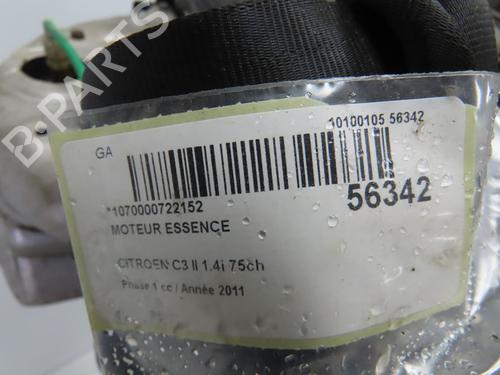 GA
10100105 56342
*1070000722152
56342
MOTEUR ESSENCE
CITROEN C3 II 1.4i 75ch
Phase 1 cc / Année 2011
B-PARTS